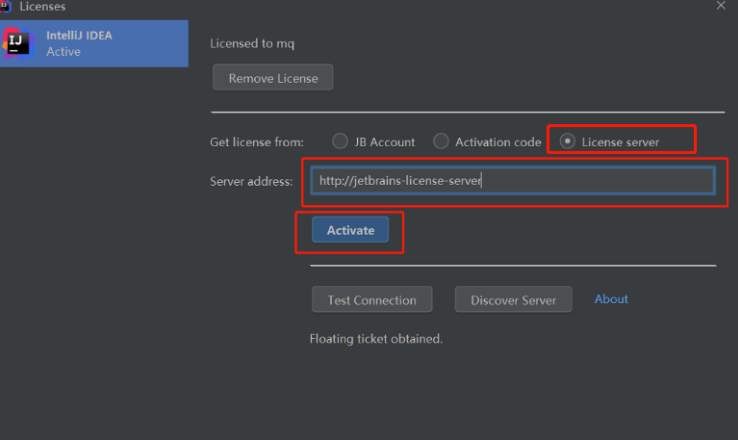 Licenses
IJ
IntelliJ IDEA
Active
Licensed to mq
Remove License
Get license from: JB Account Activation code License server
Server address: http://jetbrains-license-server
Activate
Test Connection Discover Server About
Floating ticket obtained.